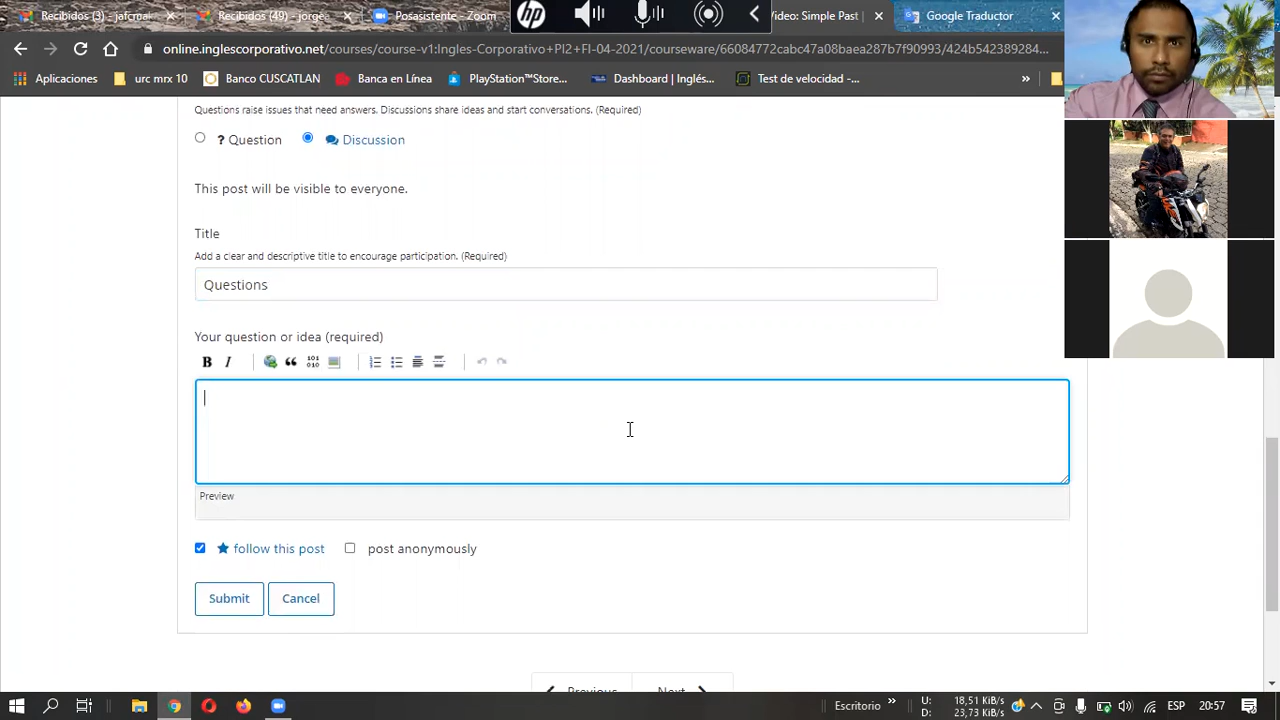 Recibidos (3) - jafcmak
Recibidos (49) - jorgea
Posasistente - Zoom
hp
Video: Simple Past |
Google Traductor
online.inglescorporativo.net/courses/course-v1:Ingles-Corporativo+PI2+FI-04-2021/courseware/66084772cabc47a08baea287b7f90993/424b542389284...
Aplicaciones
urc mrx 10
Banco CUSCATLAN
Banca en Línea
PlayStation™Store...
Dashboard | Inglés...
Test de velocidad -...
»
Questions raise issues that need answers. Discussions share ideas and start conversations. (Required)
? Question
Discussion
This post will be visible to everyone.
Title
Add a clear and descriptive title to encourage participation. (Required)
Questions
Your question or idea (required)
B I
101
010
Preview
follow this post
post anonymously
Submit
Cancel
Previous
Next
Escritorio »
U: 18,51 KiB/s
D: 23,73 KiB/s
ESP
20:57